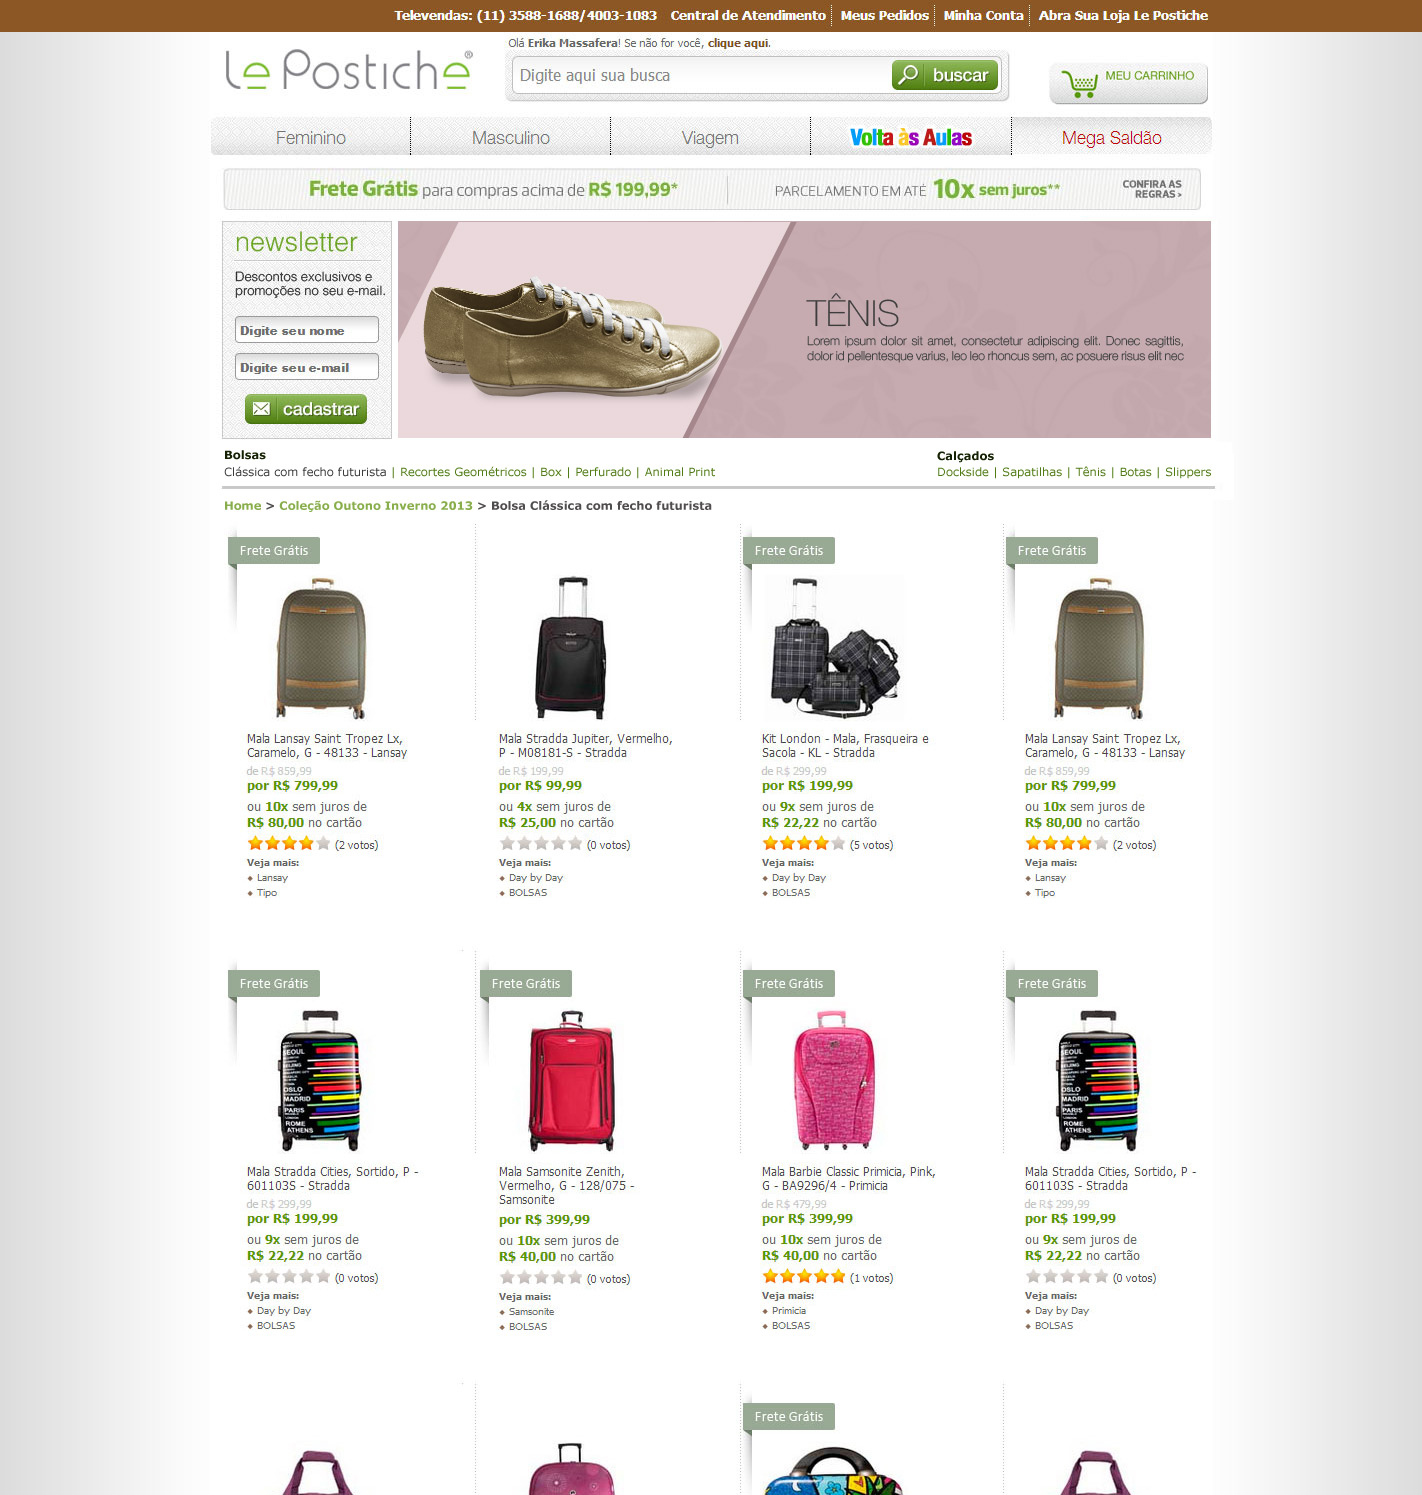 Televendas: (11) 3588-1688/4003-1083 Central de Atendimento Meus Pedidos Minha Conta Abra Sua Loja Le Postiche
Le Postiche®
Olá Erika Massafera! Se não for você, clique aqui.
Digite aqui sua busca buscar
MEU CARRINHO
Feminino Masculino Viagem Volta às Aulas Mega Saldão
Frete Grátis para compras acima de R$ 199,99* PARCELAMENTO EM ATÉ 10x sem juros** CONFIRA AS
REGRAS ›
newsletter
Descontos exclusivos e
promoções no seu e-mail.
Digite seu nome
Digite seu e-mail
cadastrar
TÊNIS
Lorem ipsum dolor sit amet, consectetur adipiscing elit. Donec sagittis,
dolor id pellentesque varius, leo leo rhoncus sem, ac posuere risus elit nec
Bolsas
Clássica com fecho futurista | Recortes Geométricos | Box | Perfurado | Animal Print
Calçados
Dockside | Sapatilhas | Tênis | Botas | Slippers
Home > Coleção Outono Inverno 2013 > Bolsa Clássica com fecho futurista
Frete Grátis
Mala Lansay Saint Tropez Lx,
Caramelo, G - 48133 - Lansay
de R$ 859,99
por R$ 799,99
ou 10x sem juros de
R$ 80,00 no cartão
(2 votos)
Veja mais:
Lansay
Tipo
Mala Stradda Jupiter, Vermelho,
P - M08181-S - Stradda
de R$ 199,99
por R$ 99,99
ou 4x sem juros de
R$ 25,00 no cartão
(0 votos)
Veja mais:
Day by Day
BOLSAS
Frete Grátis
Kit London - Mala, Frasqueira e
Sacola - KL - Stradda
de R$ 299,99
por R$ 199,99
ou 9x sem juros de
R$ 22,22 no cartão
(5 votos)
Veja mais:
Day by Day
BOLSAS
Frete Grátis
Mala Lansay Saint Tropez Lx,
Caramelo, G - 48133 - Lansay
de R$ 859,99
por R$ 799,99
ou 10x sem juros de
R$ 80,00 no cartão
(2 votos)
Veja mais:
Lansay
Tipo
Frete Grátis
SEOUL
BEIJING
OSLO
MADRID
PARIS
ROME
ATHENS
Mala Stradda Cities, Sortido, P -
601103S - Stradda
de R$ 299,99
por R$ 199,99
ou 9x sem juros de
R$ 22,22 no cartão
(0 votos)
Veja mais:
Day by Day
BOLSAS
Frete Grátis
Mala Samsonite Zenith,
Vermelho, G - 128/075 -
Samsonite
por R$ 399,99
ou 10x sem juros de
R$ 40,00 no cartão
(0 votos)
Veja mais:
Samsonite
BOLSAS
Frete Grátis
Mala Barbie Classic Primicia, Pink,
G - BA9296/4 - Primicia
de R$ 479,99
por R$ 399,99
ou 10x sem juros de
R$ 40,00 no cartão
(1 votos)
Veja mais:
Primicia
BOLSAS
Frete Grátis
SEOUL
BEIJING
OSLO
MADRID
PARIS
ROME
ATHENS
Mala Stradda Cities, Sortido, P -
601103S - Stradda
de R$ 299,99
por R$ 199,99
ou 9x sem juros de
R$ 22,22 no cartão
(0 votos)
Veja mais:
Day by Day
BOLSAS
Frete Grátis